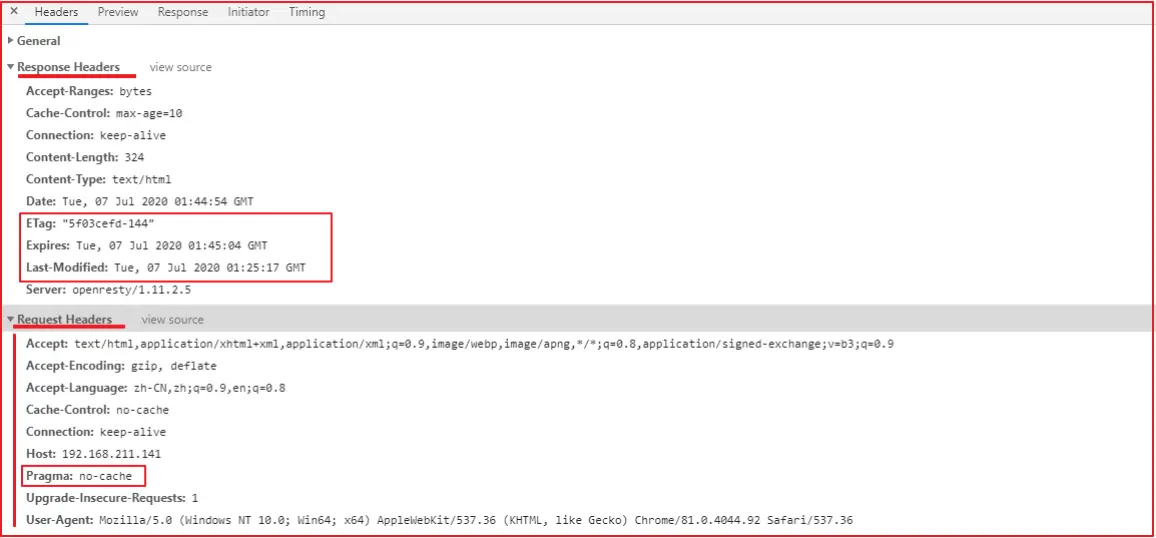 × Headers Preview Response Initiator Timing
General
Response Headers view source
Accept-Ranges: bytes
Cache-Control: max-age=10
Connection: keep-alive
Content-Length: 324
Content-Type: text/html
Date: Tue, 07 Jul 2020 01:44:54 GMT
ETag: "5f03cefd-144"
Expires: Tue, 07 Jul 2020 01:45:04 GMT
Last-Modified: Tue, 07 Jul 2020 01:25:17 GMT
Server: openresty/1.11.2.5
Request Headers view source
Accept: text/html,application/xhtml+xml,application/xml;q=0.9,image/webp,image/apng,*/*;q=0.8,application/signed-exchange;v=b3;q=0.9
Accept-Encoding: gzip, deflate
Accept-Language: zh-CN,zh;q=0.9,en;q=0.8
Cache-Control: no-cache
Connection: keep-alive
Host: 192.168.211.141
Pragma: no-cache
Upgrade-Insecure-Requests: 1
User-Agent: Mozilla/5.0 (Windows NT 10.0; Win64; x64) AppleWebKit/537.36 (KHTML, like Gecko) Chrome/81.0.4044.92 Safari/537.36